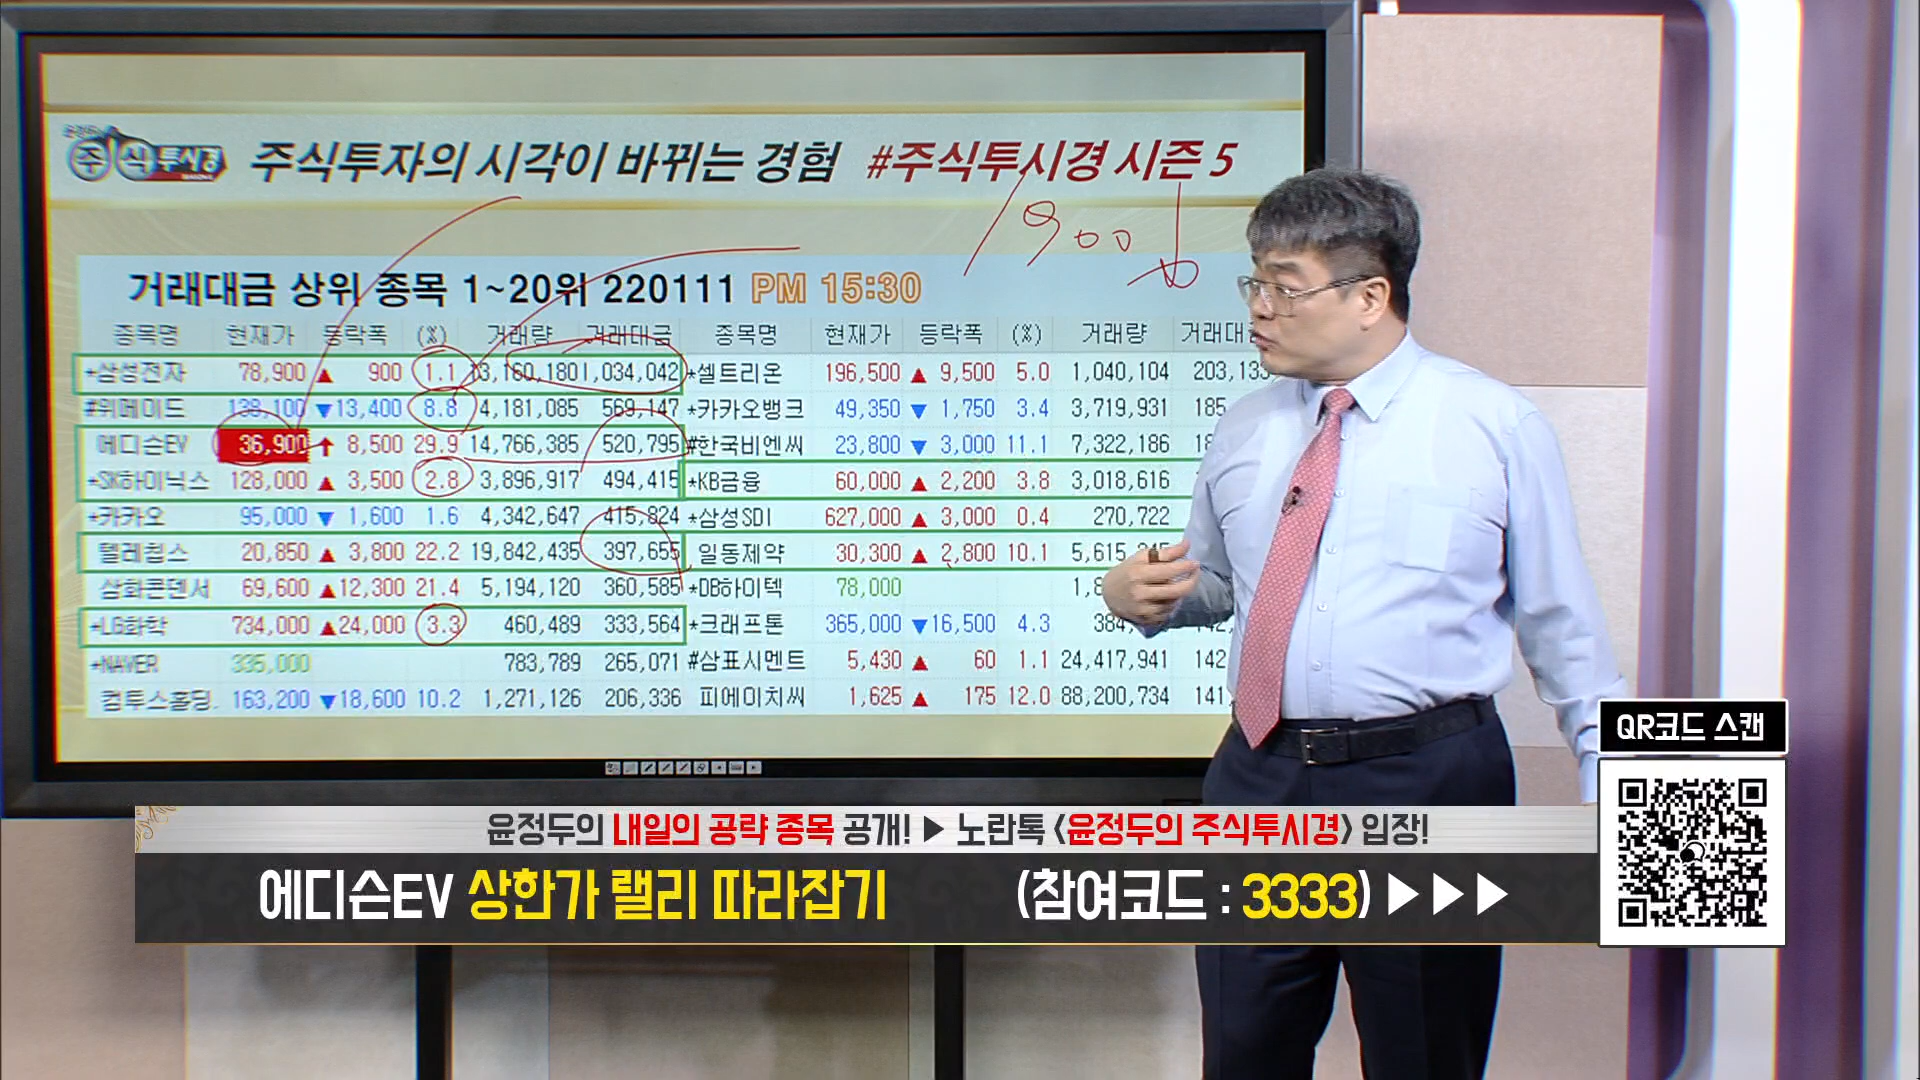 주식투시경
주식투자의 시각이 바뀌는 경험 #주식투시경 시즌 5
900
거래대금 상위 종목 1~20위 220111 PM 15:30
종목명 현재가 등락폭 (%) 거래량 거래대금 종목명 현재가 등락폭 (%) 거래량
*삼성전자 78,900 ▲ 900 1.1 13,160,180 1,034,042 *셀트리온 196,500 ▲ 9,500 5.0 1,040,104 203,133
#위메이드 138,100 ▼13,400 8.8 4,181,085 569,147 *카카오뱅크 49,350 ▼ 1,750 3.4 3,719,931 185
에디슨EV 36,900 ↑ 8,500 29.9 14,766,385 520,795 #한국비엔씨 23,800 ▼ 3,000 11.1 7,322,186
*SK하이닉스 128,000 ▲ 3,500 2.8 3,896,917 494,415 *KB금융 60,000 ▲ 2,200 3.8 3,018,616
*카카오 95,000 ▼ 1,600 1.6 4,342,647 415,824 *삼성SDI 627,000 ▲ 3,000 0.4 270,722
텔레칩스 20,850 ▲ 3,800 22.2 19,842,435 397,655 일동제약 30,300 ▲ 2,800 10.1
삼화콘덴서 69,600 ▲12,300 21.4 5,194,120 360,585 *DB하이텍 78,000
*LG화학 734,000 ▲24,000 3.3 460,489 333,564 *크래프톤 365,000 ▼16,500 4.3
*NAVER 335,000 783,789 265,071 #삼표시멘트 5,430 ▲ 60 1.1 24,417,941 142
컴투스홀딩. 163,200 ▼18,600 10.2 1,271,126 206,336 피에이치씨 1,625 ▲ 175 12.0 88,200,734 141,
QR코드 스캔
윤정두의 내일의 공략 종목 공개! ▶ 노란톡 <윤정두의 주식투시경> 입장!
에디슨EV 상한가 랠리 따라잡기 (참여코드 : 3333) ▶▶▶